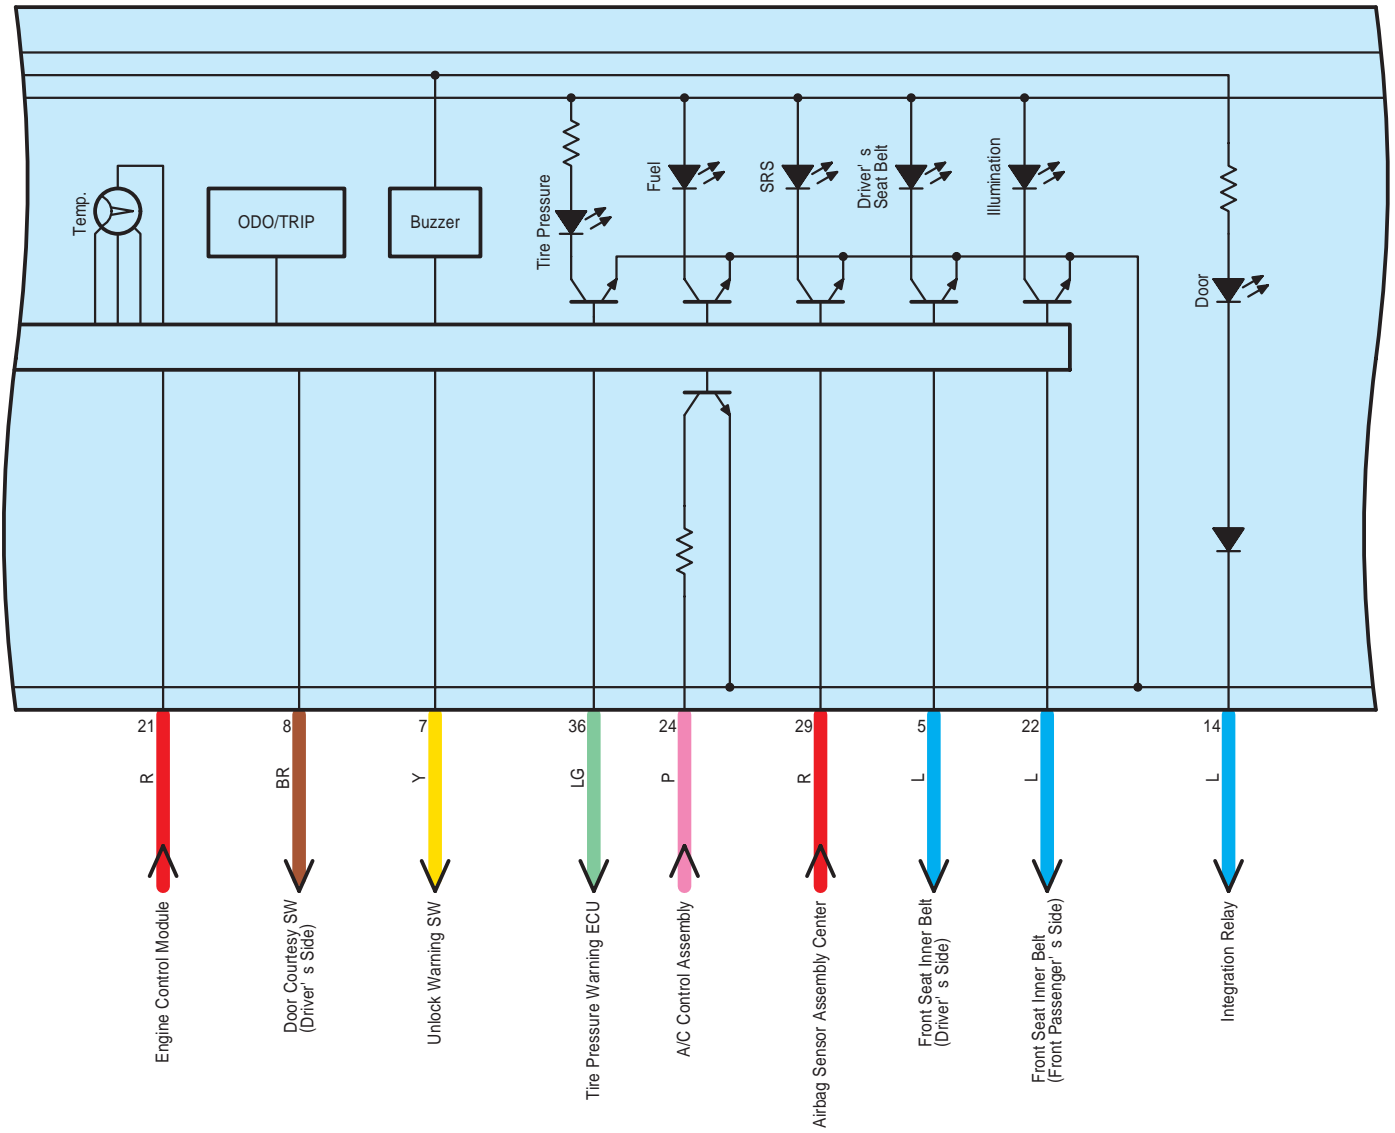 Temp.
ODO/TRIP
Buzzer
Tire Pressure
Fuel
SRS
Driver' s
Seat Belt
Illumination
Door
21
8
7
36
24
29
5
22
14
R
BR
Y
LG
P
R
L
L
L
Engine Control Module
Door Courtesy SW
(Driver' s Side)
Unlock Warning SW
Tire Pressure Warning ECU
A/C Control Assembly
Airbag Sensor Assembly Center
Front Seat Inner Belt
(Driver' s Side)
Front Seat Inner Belt
(Front Passenger' s Side)
Integration Relay